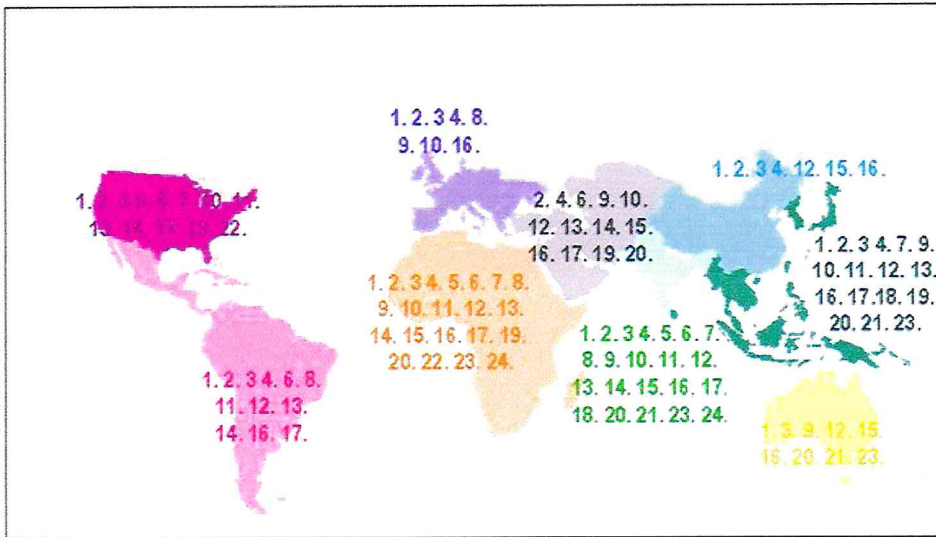 1. 2. 3 4. 8.
9. 10. 16.
1. 2. 3 4. 12. 15. 16.
1. 2. 10. 11.
22.
2. 4. 6. 9. 10.
12. 13. 14. 15.
16. 17. 19. 20.
1. 2. 3 4. 7. 9.
10. 11. 12. 13.
16. 17.18. 19.
20. 21. 23.
1. 2. 3 4. 5. 6. 7. 8.
9. 10. 11. 12. 13.
14. 15. 16. 17. 19
20. 22. 23. 24.
1. 2. 3 4. 5. 6. 7.
8. 9. 10. 11. 12.
13. 14. 15. 16. 17.
18. 20. 21. 23. 24.
1. 2. 3 4. 6. 8.
11. 12. 13.
14. 16. 17.
1. 3. 9. 12. 15.
16. 20. 21. 23.